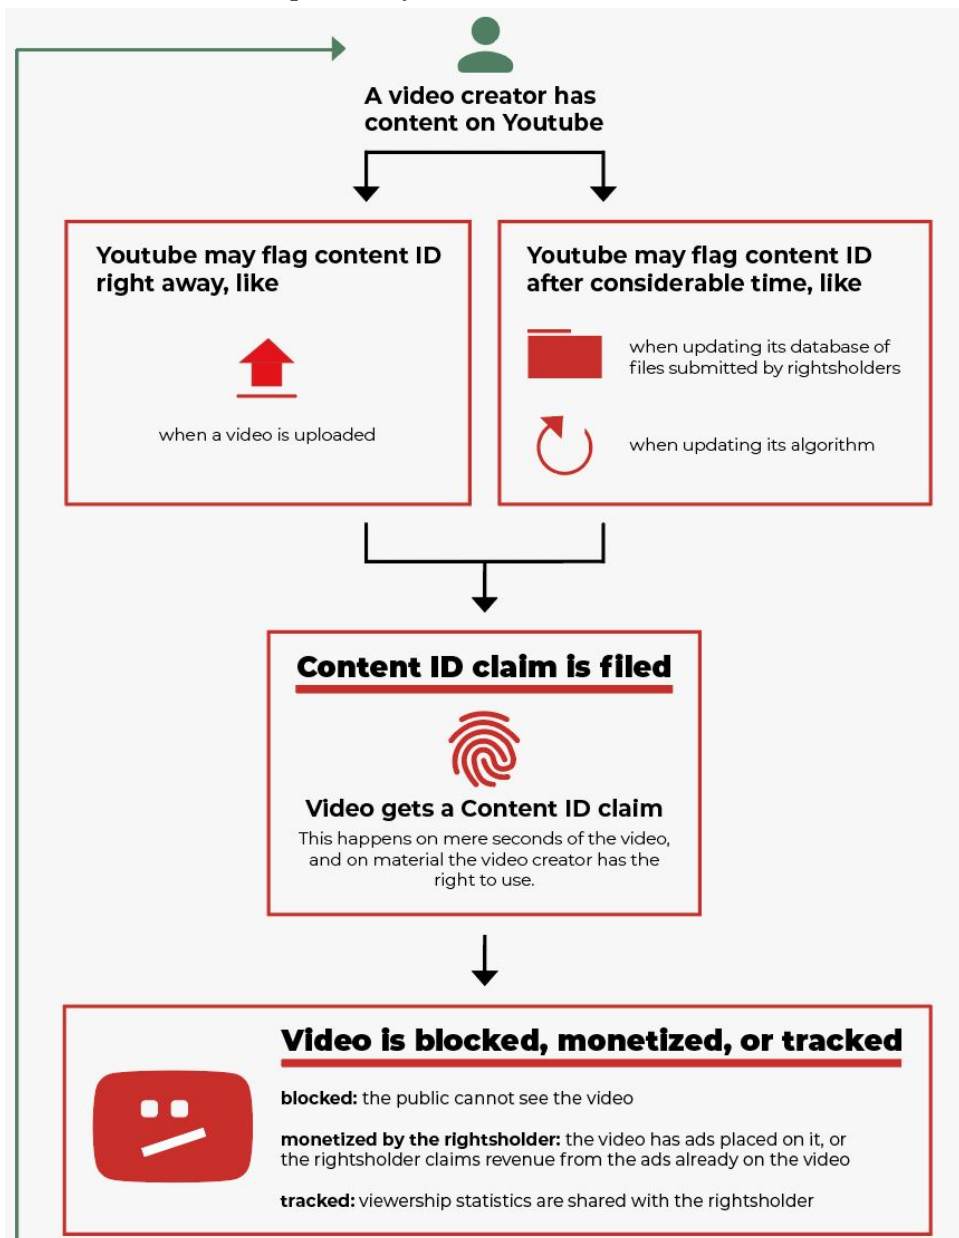 A video creator has
content on Youtube
Youtube may flag content ID
right away, like
when a video is uploaded
Youtube may flag content ID
after considerable time, like
when updating its database of
files submitted by rightsholders
when updating its algorithm
Content ID claim is filed
Video gets a Content ID claim
This happens on mere seconds of the video,
and on material the video creator has the
right to use.
Video is blocked, monetized, or tracked
blocked: the public cannot see the video
monetized by the rightsholder: the video has ads placed on it, or
the rightsholder claims revenue from the ads already on the video
tracked: viewership statistics are shared with the rightsholder